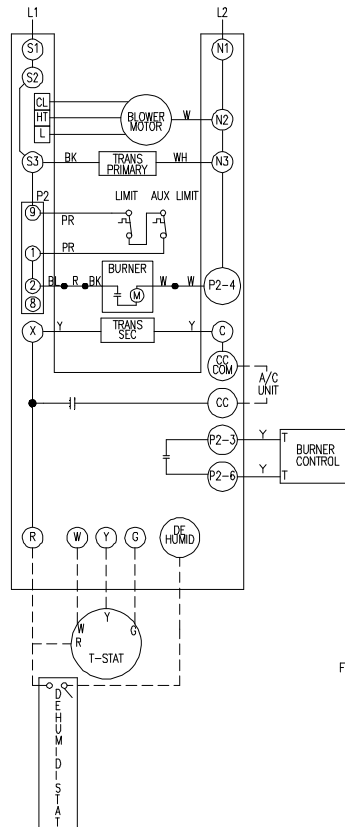 L1 L2
S1 N1
S2
CL
HT BLOWER MOTOR W N2
L
S3 BK TRANS PRIMARY WH N3
P2
LIMIT AUX LIMIT
9
PR
1 PR
BURNER
2 BL R BK M W W P2-4
8
X Y TRANS SEC Y C
CC COM
A/C UNIT
CC
P2-3 Y T
BURNER CONTROL
P2-6 Y T
R W Y G DE HUMID
W Y G
R
T-STAT
F
DEHUMIDISTAT